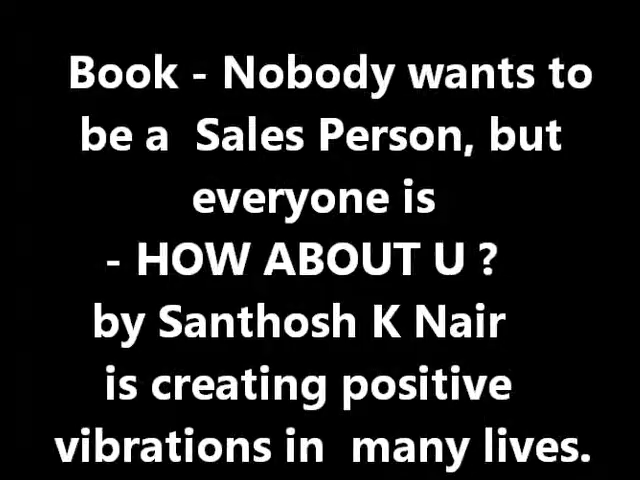 Book - Nobody wants to
be a Sales Person, but
everyone is
- HOW ABOUT U ?
by Santhosh K Nair
is creating positive
vibrations in many lives.